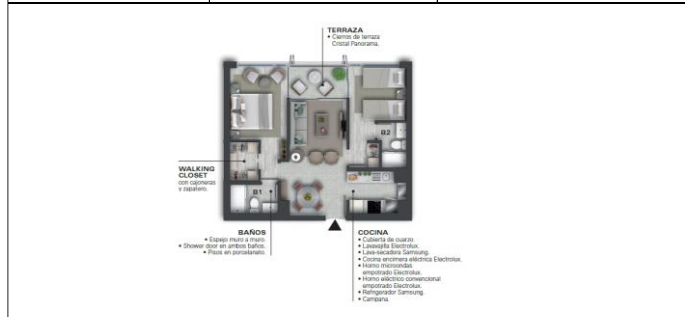 TERRAZA
• Cierros de terraza
Cristal Panorama.
B2
WALKING
CLOSET
con cajoneras
y zapatero.
B1
BAÑOS
• Espejo muro a muro.
• Shower door en ambos baños.
• Pisos en porcelanato.
COCINA
• Cubierta de cuarzo.
• Lavavajilla Electrolux.
• Lava-secadora Samsung.
• Cocina encimera eléctrica Electrolux.
• Horno microondas
empotrado Electrolux.
• Horno eléctrico convencional
empotrado Electrolux.
• Refrigerador Samsung.
• Campana.